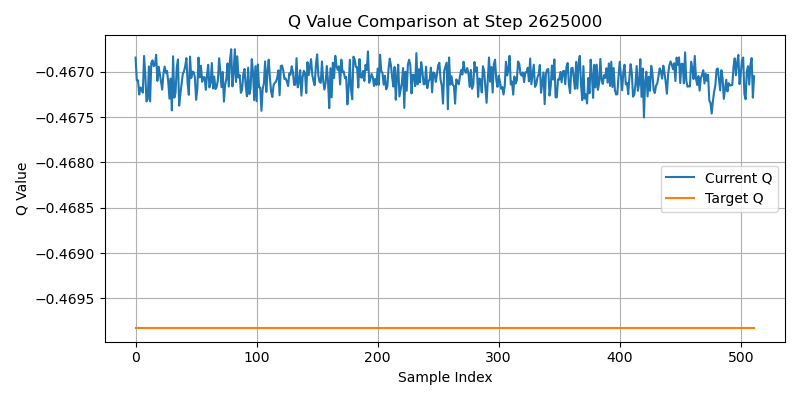 Q Value Comparison at Step 2625000
Q Value
−0.4670
−0.4675
−0.4680
−0.4685
−0.4690
−0.4695
Current Q
Target Q
0 100 200 300 400 500
Sample Index